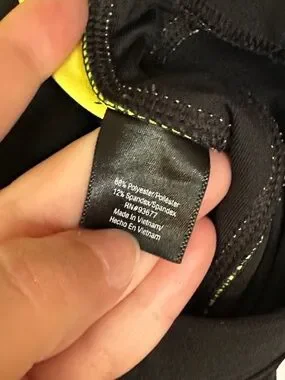 88% Polyester/Poliéster
12% Spandex/Spandex
RN#93677
Made In Vietnam/
Hecho En Vietnam